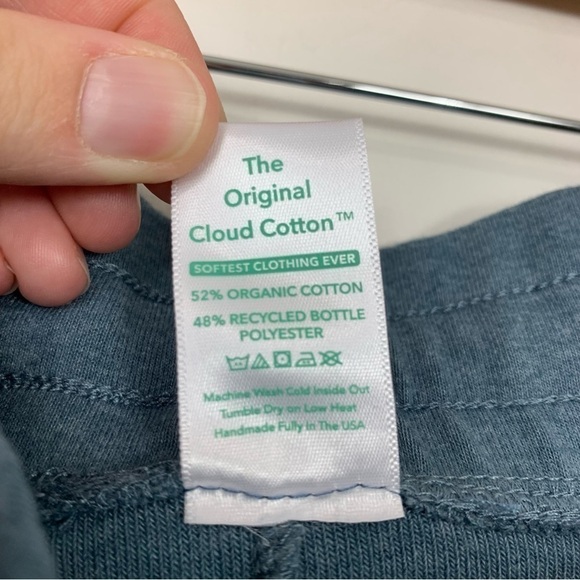 The
Original
Cloud Cotton™
SOFTEST CLOTHING EVER
52% ORGANIC COTTON
48% RECYCLED BOTTLE
POLYESTER
Machine Wash Cold Inside Out
Tumble Dry on Low Heat
Handmade Fully In The USA